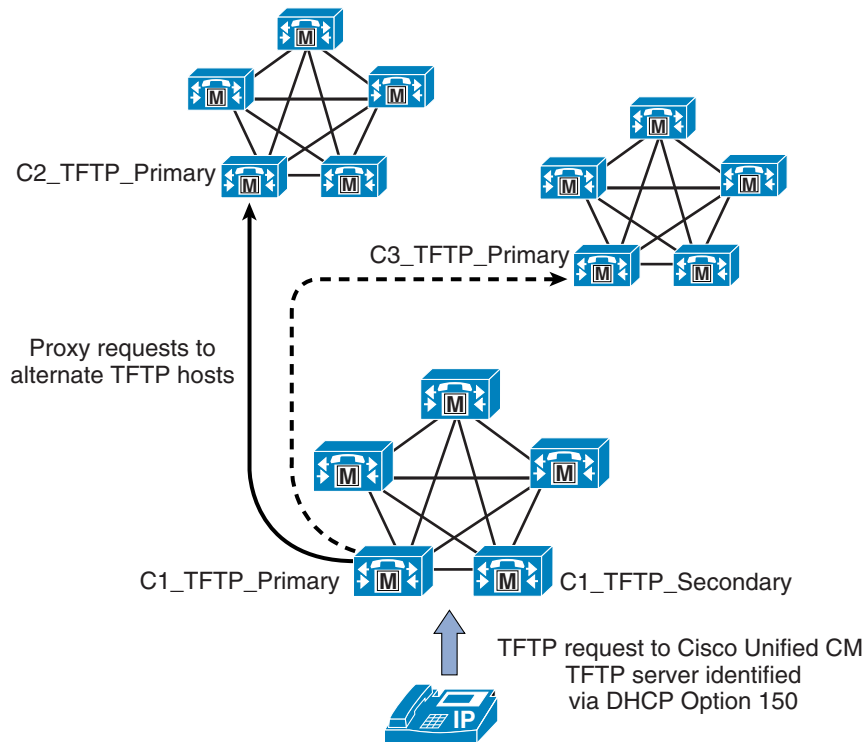 M
M
M
C2_TFTP_Primary
M
M
M
M
M
C3_TFTP_Primary
M
M
Proxy requests to
alternate TFTP hosts
M
M
M
C1_TFTP_Primary
M
M
C1_TFTP_Secondary
TFTP request to Cisco Unified CM
TFTP server identified
via DHCP Option 150
IP